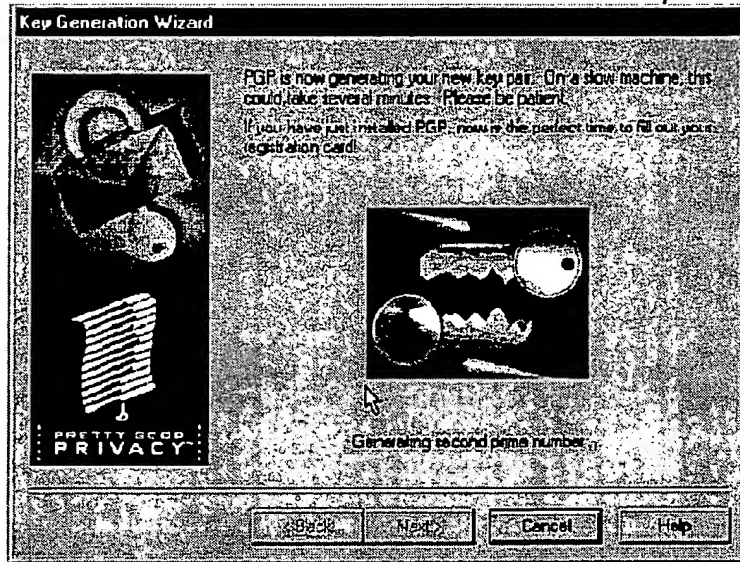 Key Generation Wizard
PGP is now generating your new key pair. On a slow machine, this
could take several minutes. Please be patient.
If you have just installed PGP, now is the perfect time to fill out your
registration card!
PRETTY GOOD
PRIVACY™
Generating second prime number...
< Back
Next >
Cancel
Help